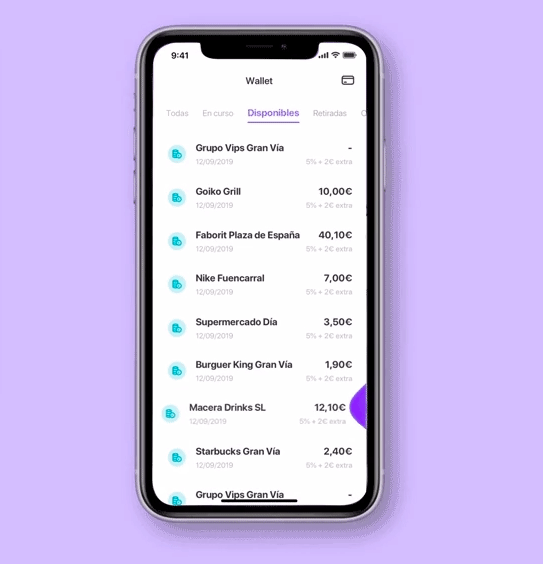 9:41
Wallet
Todas En curso Disponibles Retiradas
Grupo Vips Gran Vía -
12/09/2019 5% + 2€ extra
Goiko Grill 10,00€
12/09/2019 5% + 2€ extra
Faborit Plaza de España 40,10€
12/09/2019 5% + 2€ extra
Nike Fuencarral 7,00€
12/09/2019 5% + 2€ extra
Supermercado Día 3,50€
12/09/2019 5% + 2€ extra
Burguer King Gran Vía 1,90€
12/09/2019 5% + 2€ extra
Macera Drinks SL 12,10€
12/09/2019 5% + 2€ extra
Starbucks Gran Vía 2,40€
12/09/2019 5% + 2€ extra
Grupo Vips Gran Vía -